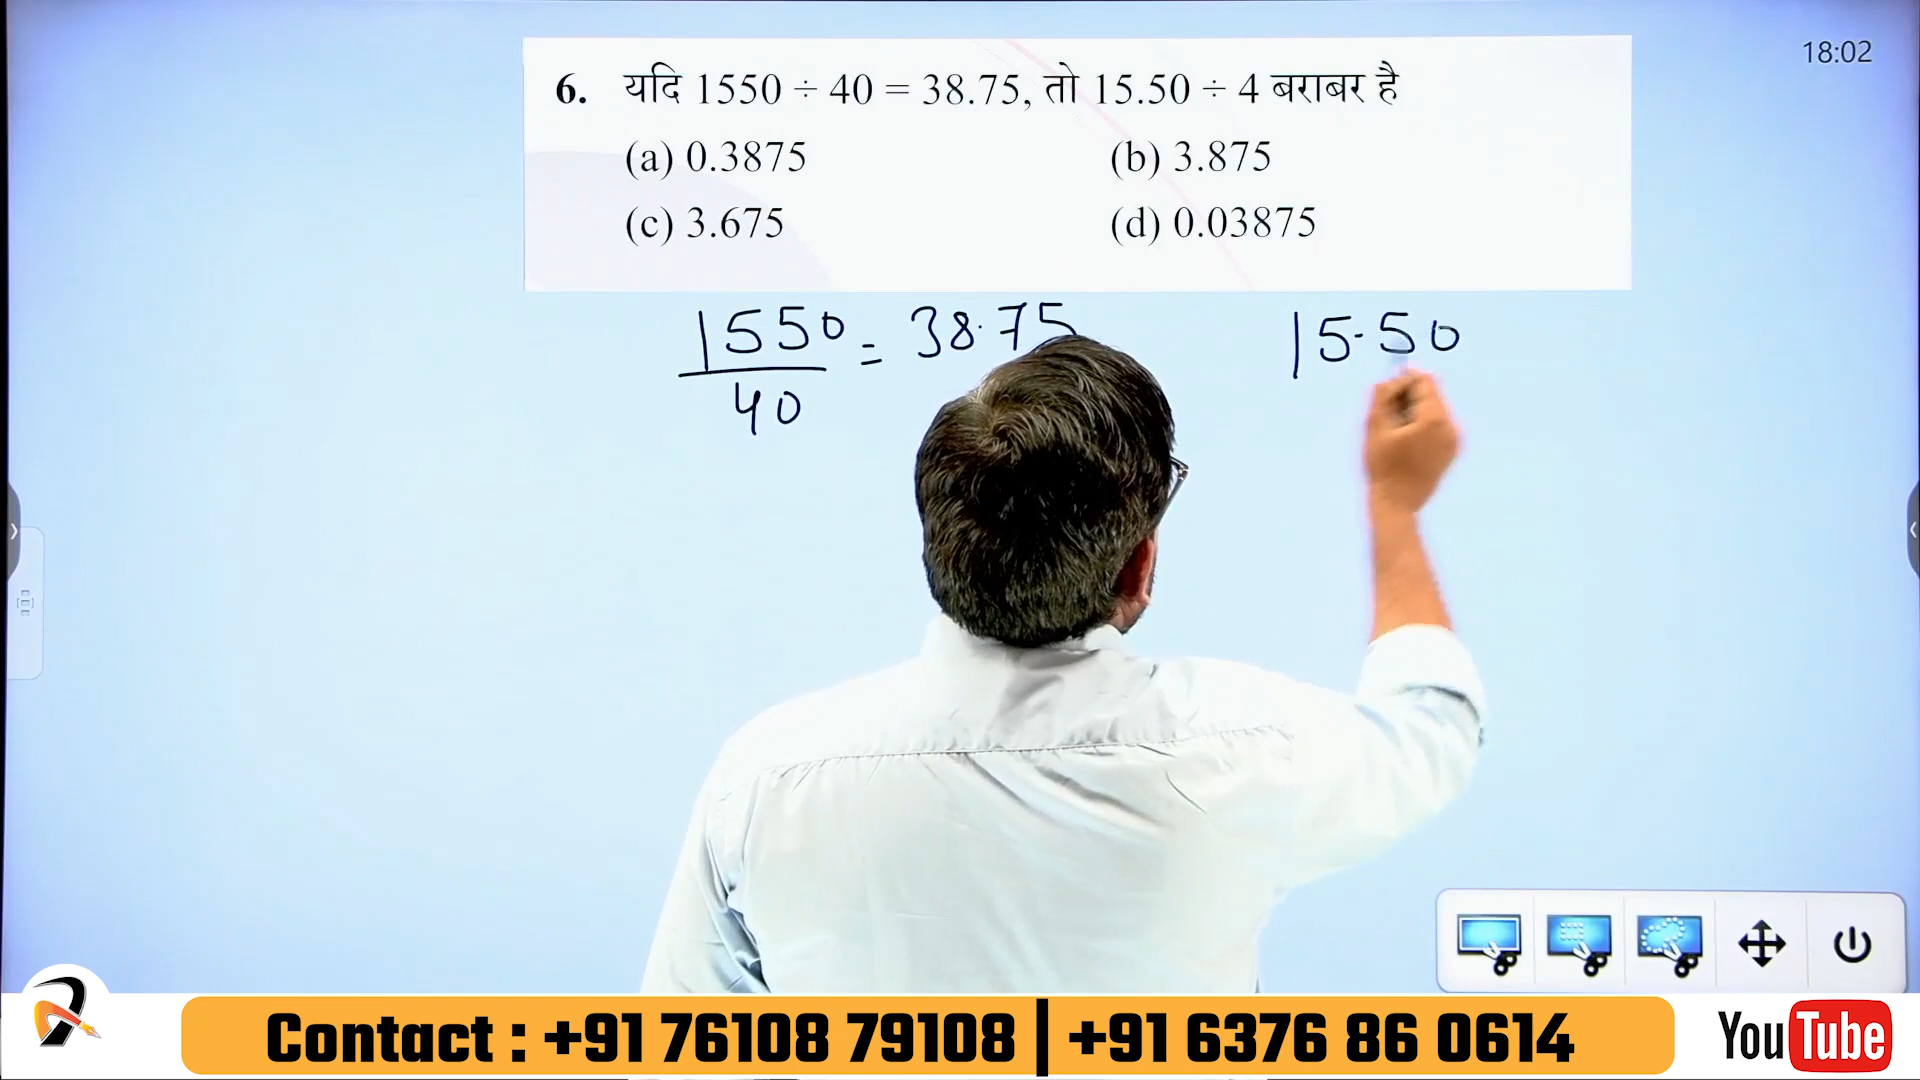 18:02
6. यदि 1550 ÷ 40 = 38.75, तो 15.50 ÷ 4 बराबर है
(a) 0.3875 (b) 3.875
(c) 3.675 (d) 0.03875
1550/40 = 38.75
15.50
Contact : +91 76108 79108 | +91 6376 86 0614
YouTube